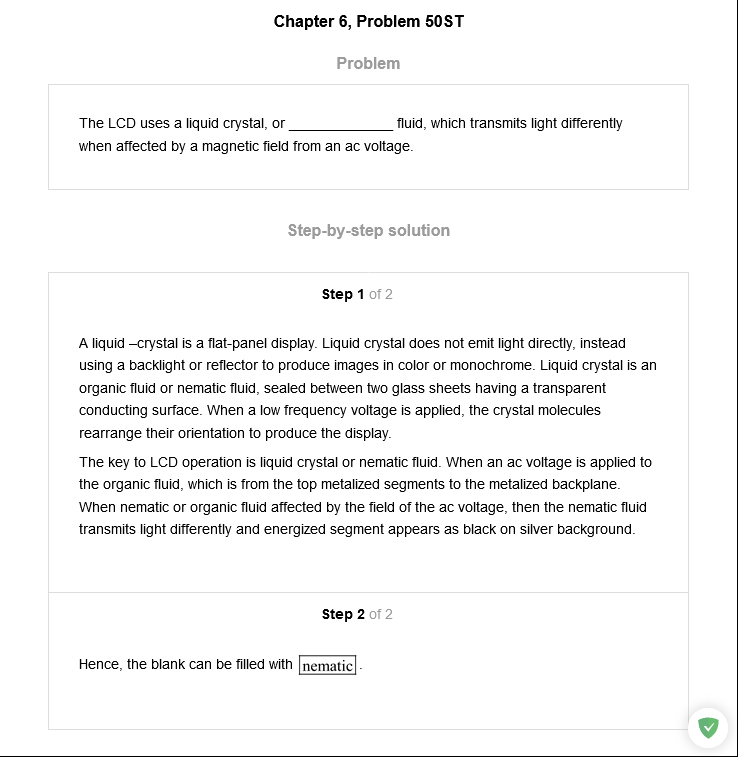 Chapter 6, Problem 50ST
Problem
The LCD uses a liquid crystal, or _____________ fluid, which transmits light differently
when affected by a magnetic field from an ac voltage.
Step-by-step solution
Step 1 of 2
A liquid –crystal is a flat-panel display. Liquid crystal does not emit light directly, instead
using a backlight or reflector to produce images in color or monochrome. Liquid crystal is an
organic fluid or nematic fluid, sealed between two glass sheets having a transparent
conducting surface. When a low frequency voltage is applied, the crystal molecules
rearrange their orientation to produce the display.
The key to LCD operation is liquid crystal or nematic fluid. When an ac voltage is applied to
the organic fluid, which is from the top metalized segments to the metalized backplane.
When nematic or organic fluid affected by the field of the ac voltage, then the nematic fluid
transmits light differently and energized segment appears as black on silver background.
Step 2 of 2
Hence, the blank can be filled with nematic .